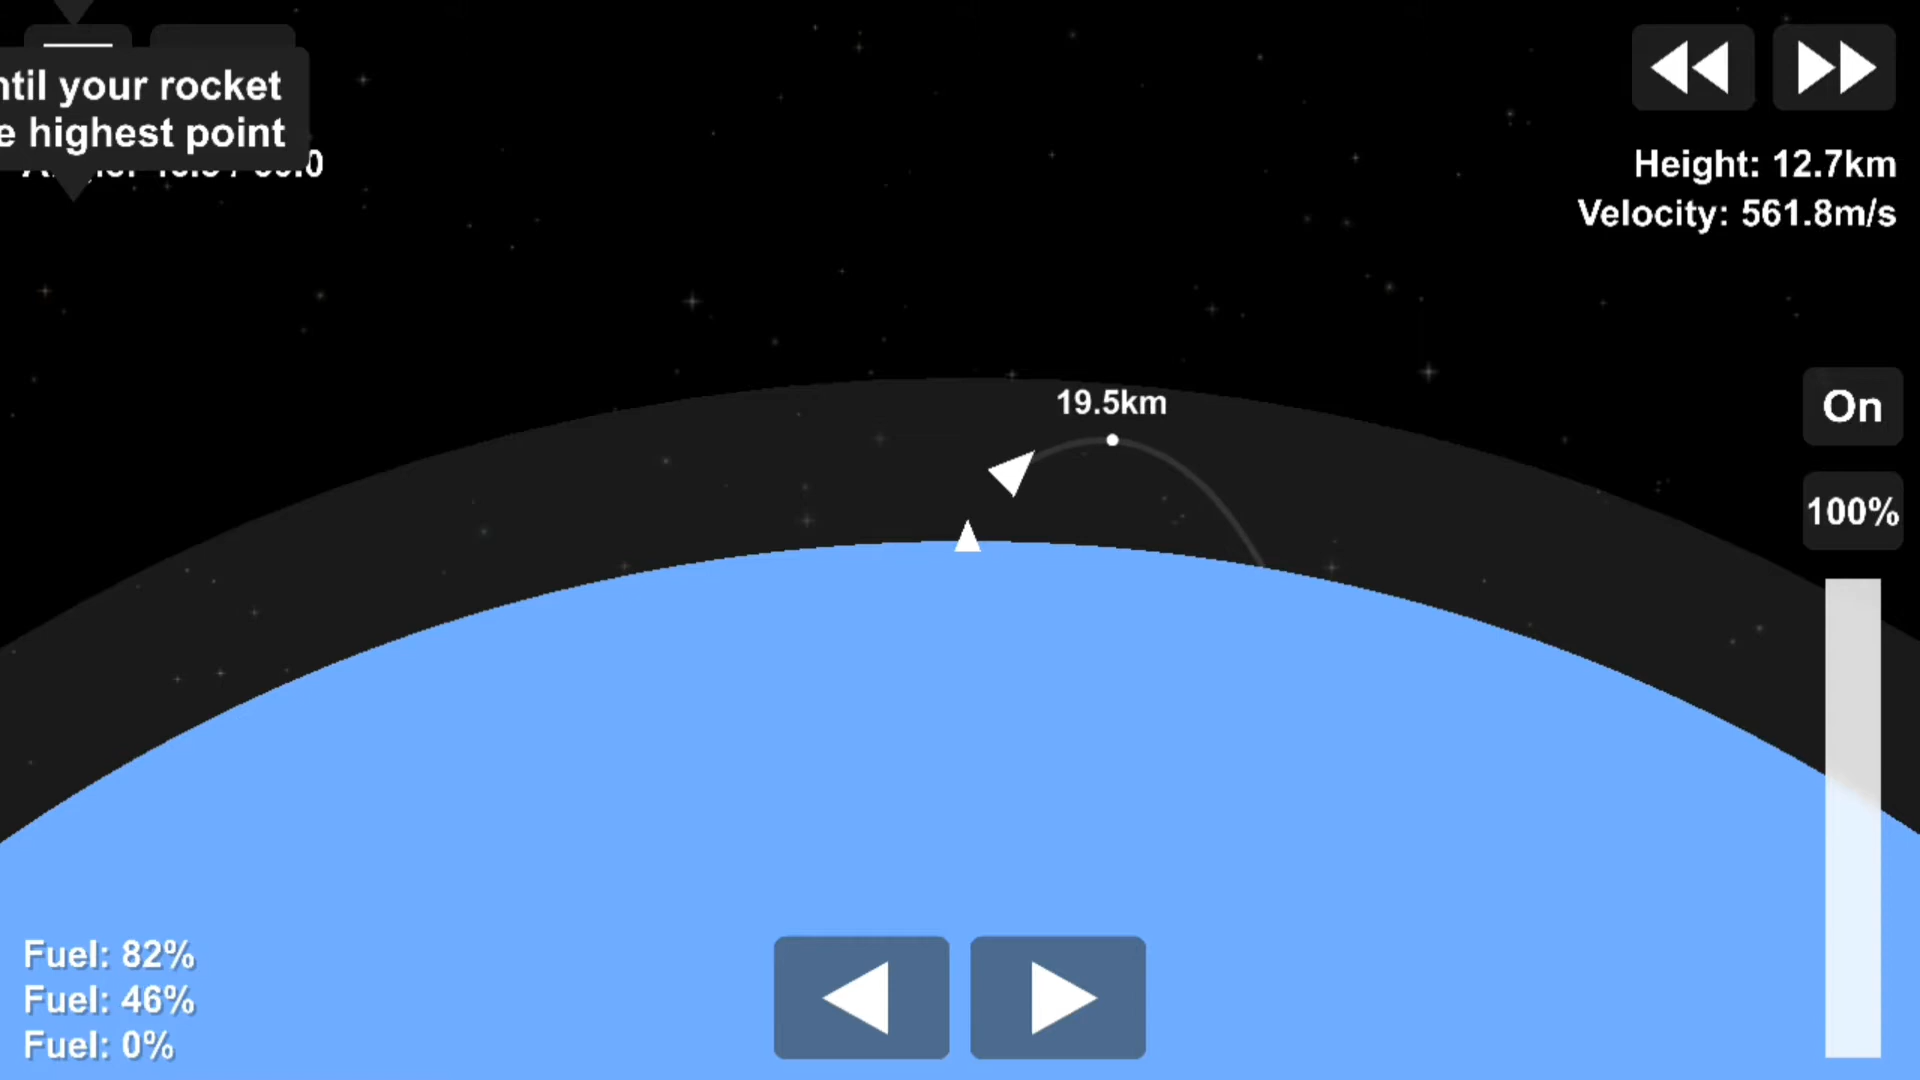 ntil your rocket
e highest point
Height: 12.7km
Velocity: 561.8m/s
19.5km
On
100%
Fuel: 82%
Fuel: 46%
Fuel: 0%